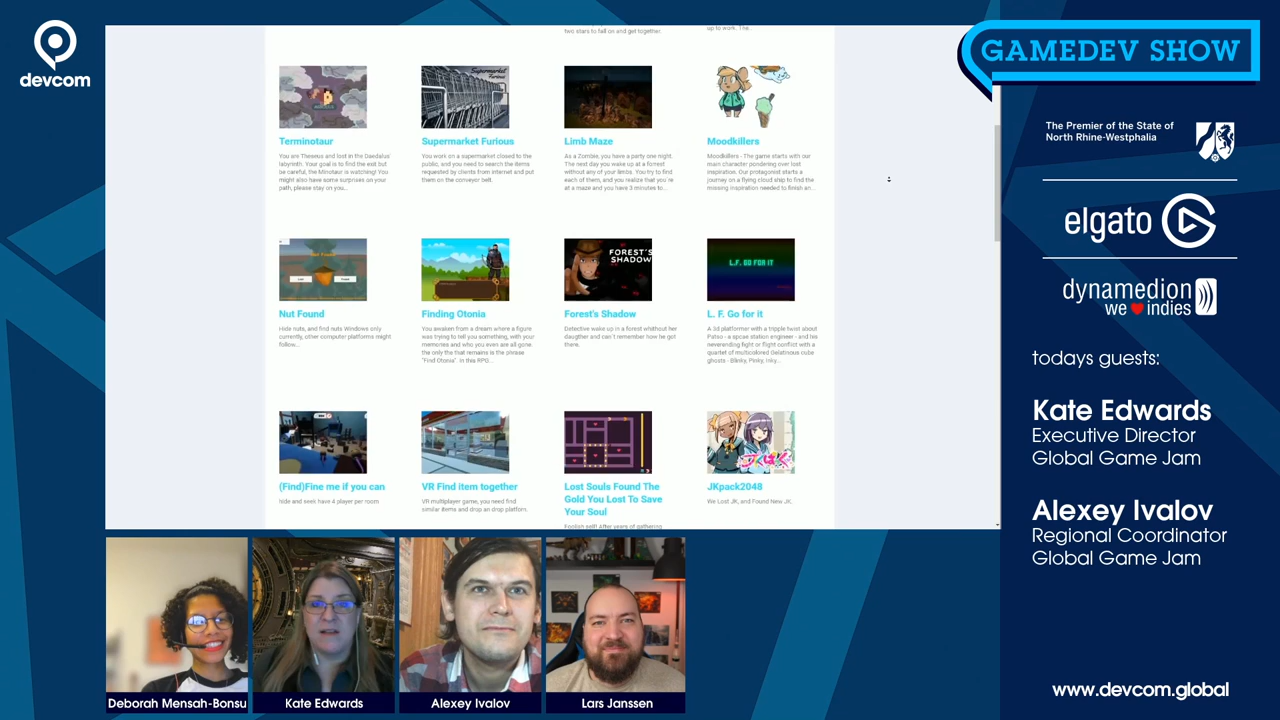 devcom
GAMEDEV SHOW
two stars to fall on and get together.
up to work. The...
Terminotaur
You are Theseus and lost in the Daedalus'
labyrinth. Your goal is to find the exit but
be careful, the Minotaur is watching! You
might also have some surprises on your
path, please stay on you...
Supermarket Furious
You work on a supermarket closed to the
public, and you need to search the items
requested by clients from internet and put
them on the conveyor belt.
Limb Maze
As a Zombie, you have a party one night.
The next day you wake up at a forest
without any of your limbs. You try to find
each of them, and you realize that you're
at a maze and you have 3 minutes to...
Moodkillers
Moodkillers - The game starts with our
main character pondering over lost
inspiration. Our protagonist starts a
journey on a flying cloud ship to find the
missing inspiration needed to finish an...
FOREST'S
SHADOW
L.F. GO FOR IT
Nut Found
Hide nuts, and find nuts Windows only
currently, other computer platforms might
follow...
Finding Otonia
You awaken from a dream where a figure
was trying to tell you something, with your
memories and who you even are all gone
the only the that remains is the phrase
"Find Otonia". In this RPG...
Forest's Shadow
Detective wake up in a forest whithout her
daugther and can't remember how he got
there.
L. F. Go for it
A 3d platformer with a tripple twist about
Patso - a spcae station engineer - and his
neverending fight or flight conflict with a
quartet of multicolored Gelatinous cube
ghosts - Blinky, Pinky, Inky...
(Find)Fine me if you can
hide and seek have 4 player per room
VR Find item together
VR multiplayer game, you need find
similar items and drop an drop platform.
Lost Souls Found The
Gold You Lost To Save
Your Soul
Foolish self! After years of gathering
JKpack2048
We Lost JK, and Found New JK.
Deborah Mensah-Bonsu
Kate Edwards
Alexey Ivalov
Lars Janssen
The Premier of the State of
North Rhine-Westphalia
elgato
dynamedion
we indies
todays guests:
Kate Edwards
Executive Director
Global Game Jam
Alexey Ivalov
Regional Coordinator
Global Game Jam
www.devcom.global